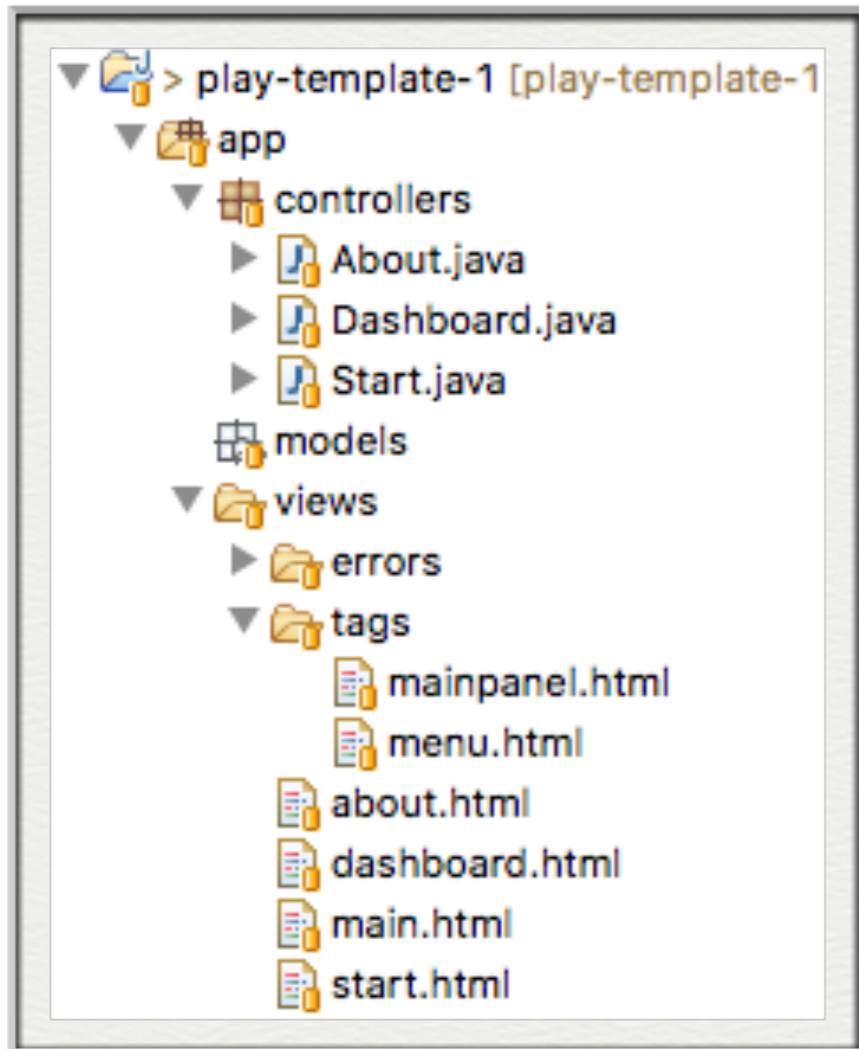 > play-template-1 [play-template-1
app
controllers
About.java
Dashboard.java
Start.java
models
views
errors
tags
mainpanel.html
menu.html
about.html
dashboard.html
main.html
start.html